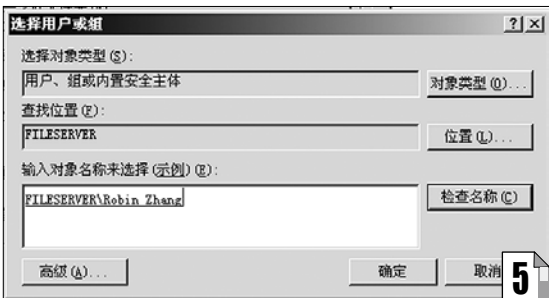 选择用户或组
选择对象类型(S):
用户、组或内置安全主体
对象类型(O)...
查找位置(F):
FILESERVER
位置(L)...
输入对象名称来选择(示例)(E):
FILESERVER\Robin Zhang
检查名称(C)
高级(A)...
确定
取消
5